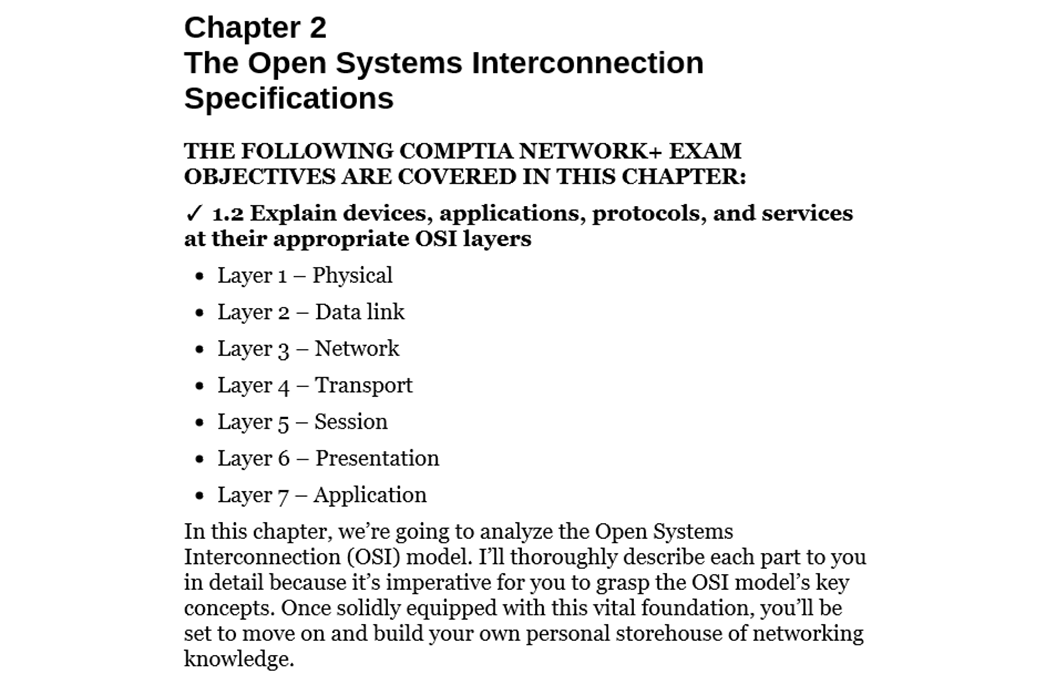 Chapter 2
The Open Systems Interconnection
Specifications
THE FOLLOWING COMPTIA NETWORK+ EXAM
OBJECTIVES ARE COVERED IN THIS CHAPTER:
✓ 1.2 Explain devices, applications, protocols, and services
at their appropriate OSI layers
• Layer 1 – Physical
• Layer 2 – Data link
• Layer 3 – Network
• Layer 4 – Transport
• Layer 5 – Session
• Layer 6 – Presentation
• Layer 7 – Application
In this chapter, we’re going to analyze the Open Systems
Interconnection (OSI) model. I’ll thoroughly describe each part to you
in detail because it’s imperative for you to grasp the OSI model’s key
concepts. Once solidly equipped with this vital foundation, you’ll be
set to move on and build your own personal storehouse of networking
knowledge.